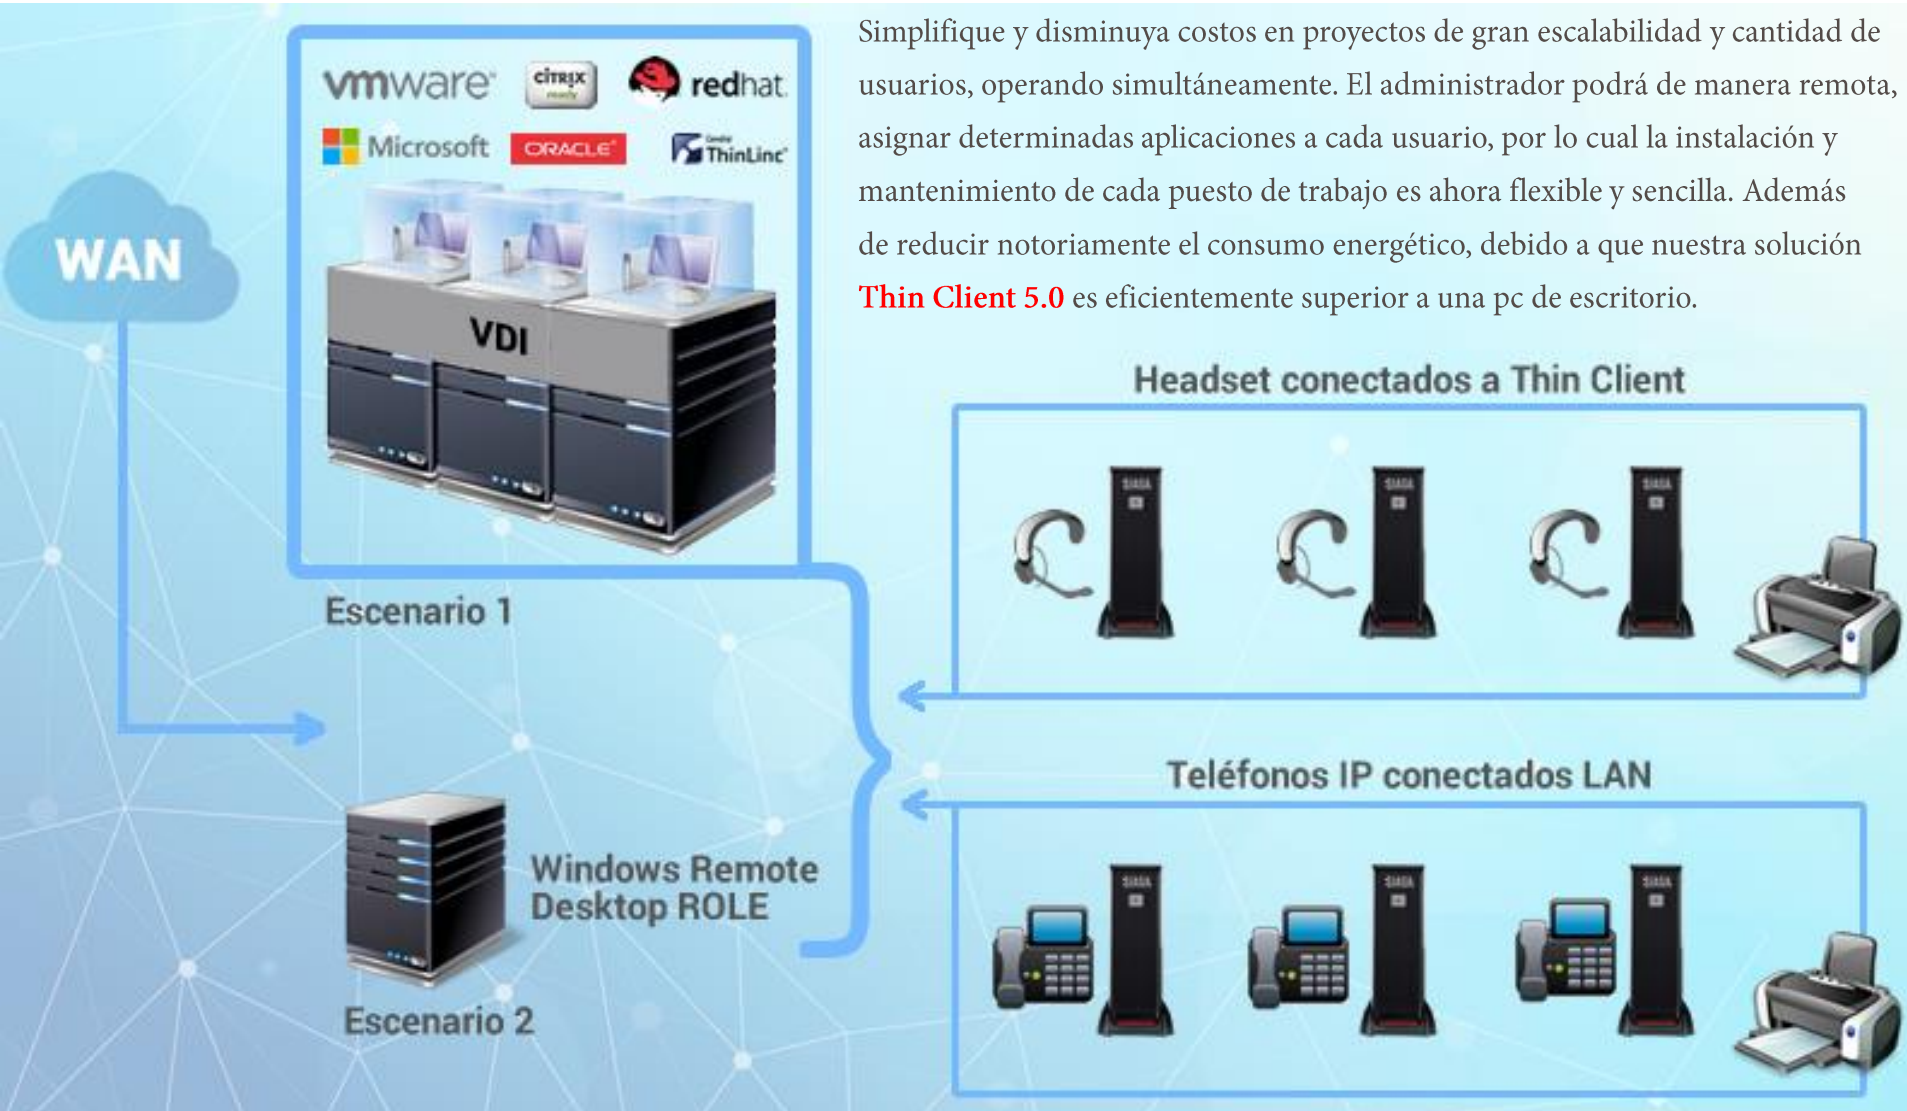 Simplifique y disminuya costos en proyectos de gran escalabilidad y cantidad de
usuarios, operando simultáneamente. El administrador podrá de manera remota,
asignar determinadas aplicaciones a cada usuario, por lo cual la instalación y
mantenimiento de cada puesto de trabajo es ahora flexible y sencilla. Además
de reducir notoriamente el consumo energético, debido a que nuestra solución
Thin Client 5.0 es eficientemente superior a una pc de escritorio.
vmware
CITRIX
ready
redhat.
Microsoft
ORACLE
ThinLinc
WAN
VDI
Escenario 1
Headset conectados a Thin Client
Teléfonos IP conectados LAN
Windows Remote
Desktop ROLE
Escenario 2